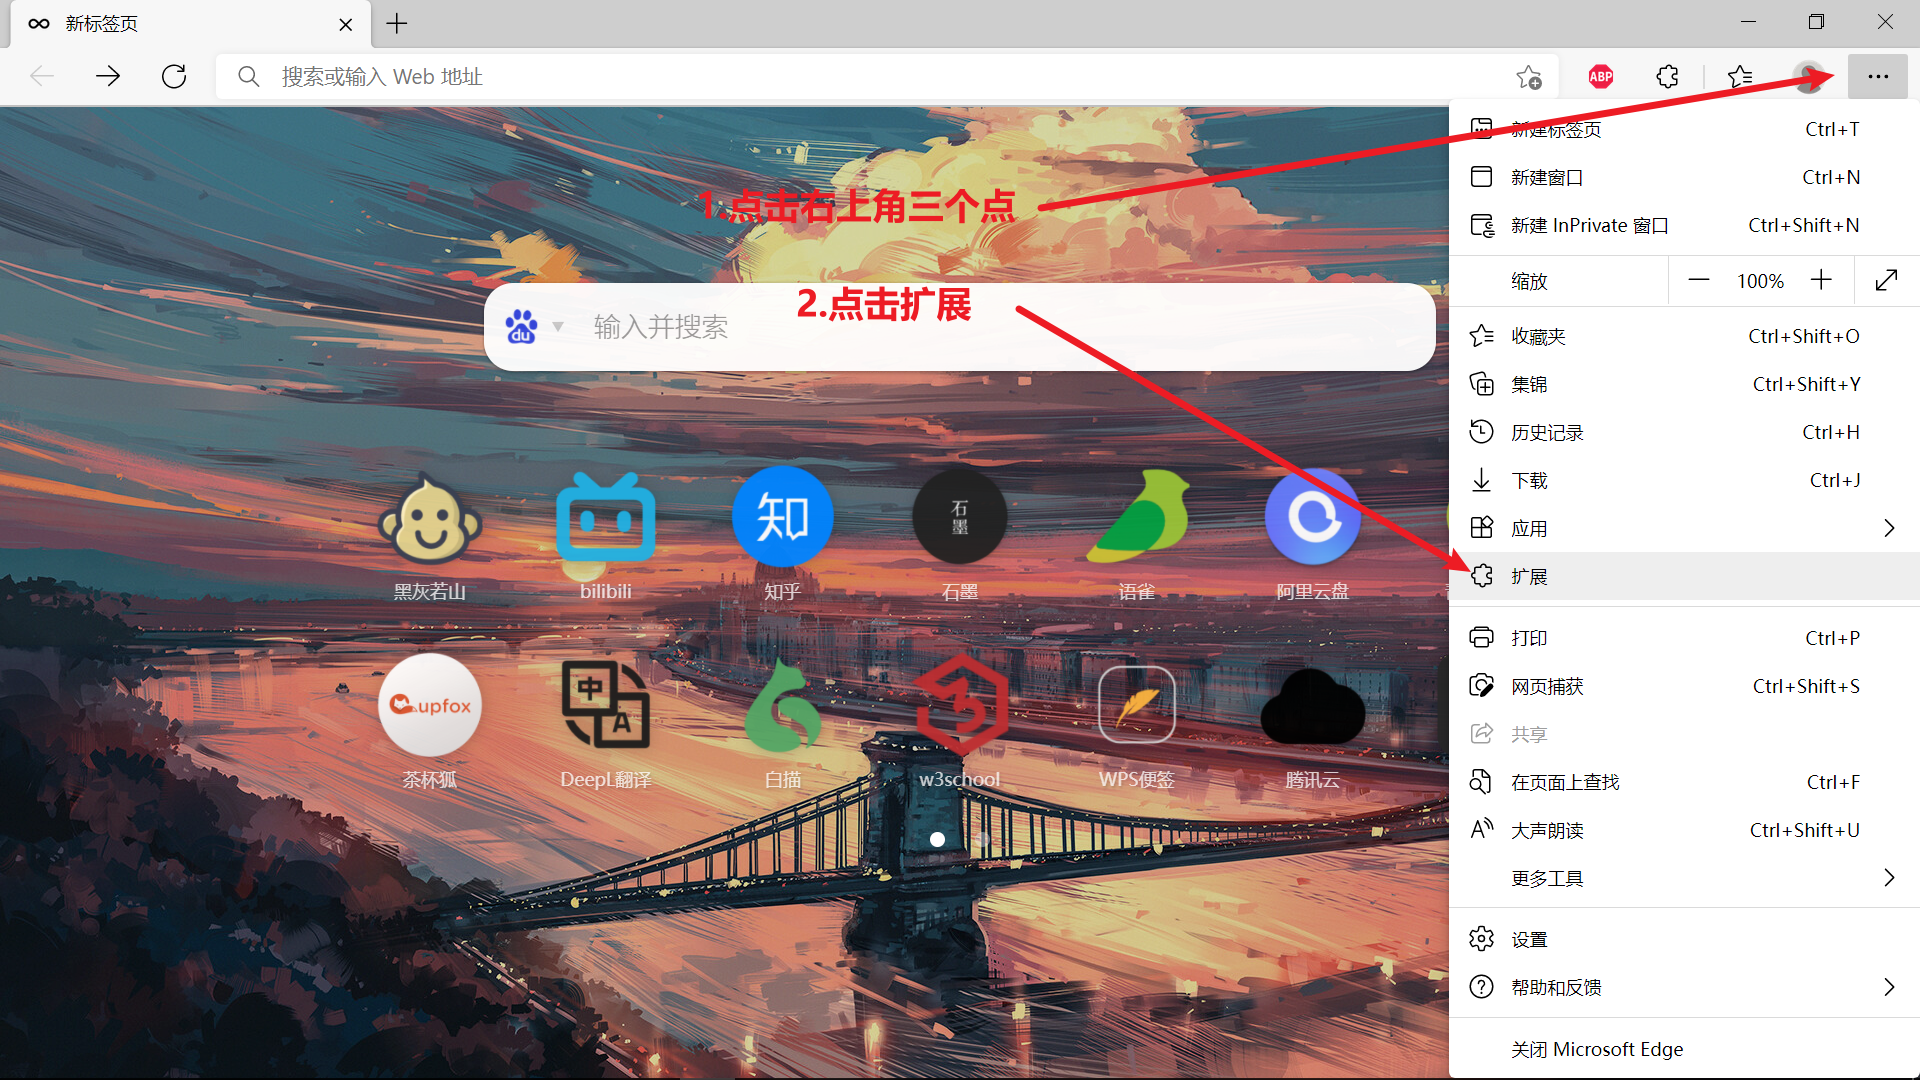 新标签页
搜索或输入 Web 地址
ABP
新建标签页 Ctrl+T
新建窗口 Ctrl+N
新建 InPrivate 窗口 Ctrl+Shift+N
缩放 100%
收藏夹 Ctrl+Shift+O
集锦 Ctrl+Shift+Y
历史记录 Ctrl+H
下载 Ctrl+J
应用
扩展
打印 Ctrl+P
网页捕获 Ctrl+Shift+S
共享
在页面上查找 Ctrl+F
大声朗读 Ctrl+Shift+U
更多工具
设置
帮助和反馈
关闭 Microsoft Edge
1.点击右上角三个点
2.点击扩展
du
输入并搜索
知
石墨
黑灰若山 bilibili 知乎 石墨 语雀 阿里云盘
cupfox
中
A
茶杯狐 DeepL翻译 白描 w3school WPS便签 腾讯云